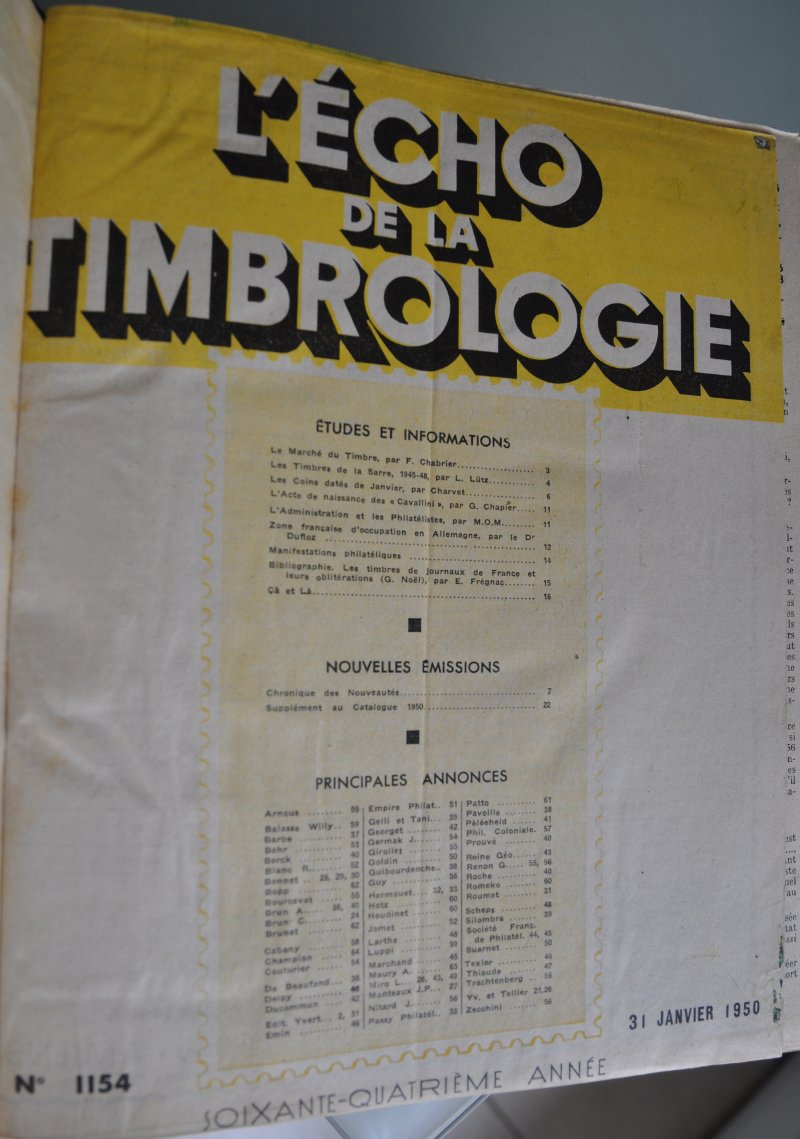 L'ÉCHO
DE LA
TIMBROLOGIE
ÉTUDES ET INFORMATIONS
Le Marché du Timbre, par F. Chabrier................... 3
Les Timbres de la Sarre, 1945-48, par L. Lütz........... 4
Les Coins datés de Janvier, par Charvet................. 6
L'Acte de naissance des « Cavallini », par G. Chapier..... 11
L'Administration et les Philatélistes, par M.O.M........ 11
Zone française d'occupation en Allemagne, par le Dr
Dufloz ................................................ 12
Manifestations philatéliques ........................... 14
Bibliographie. Les timbres de journaux de France et
leurs oblitérations (G. Noël), par E. Frégnac....... 15
Çà et Là................................................ 16
NOUVELLES ÉMISSIONS
Chronique des Nouveautés................................ 7
Supplément au Catalogue 1950........................... 22
PRINCIPALES ANNONCES
Arnoux ........ 59
Balasse Willy.. 59
Barbe ......... 57
Behr .......... 53
Berck ......... 40
Blanc R........ 52
Bonnet .. 28, 29, 30
Bopp .......... 62
Bourcevet ..... 55
Brun A..... 40
Brun C......... 24
Brunet ........ 62
Cabany ........ 58
Champion ...... 64
Couturier ..... 54
De Beaufond...
Delpy .........
Ducommun ... 42
Edit. Yvert... 2, 51
Emin .......... 48
Empire Philat.. 51
Gelli et Tani... 39
Georget ........ 42
Germak J....... 54
Girollet ....... 55
Goldin ......... 50
Guibourdenche.. 38
Guy ............ 36
Hermouet... 32, 33
Hotz ........... 60
Houdinet ....... 60
Jamet .......... 52
Larthe ......... 48
Luppi .......... 39
Marchand ....... 46
Maury A. ....... 63
Miro L... 26, 43, 49
Monteaux J.P... 27
Nitard J........ 56
Passy Philatél.. 38
Patto .......... 61
Pavoille ....... 38
Péléeheid ...... 41
Phil. Coloniale. 57
Prouvé ......... 40
Reine Géo...... 43
Renon G.... 55, 56
Roche .......... 40
Romeko ......... 60
Roumet ......... 31
Scheps ......... 48
Silombra ....... 39
Société Franç.
de Philatél. 44, 45
Suarnet ........ 50
Texier ......... 46
Thiaude ........ 47
Trachtenberg .. 56
Yv. et Tellier 21, 26
Zecchini ....... 56
31 JANVIER 1950
N° 1154
SOIXANTE-QUATRIÈME ANNÉE